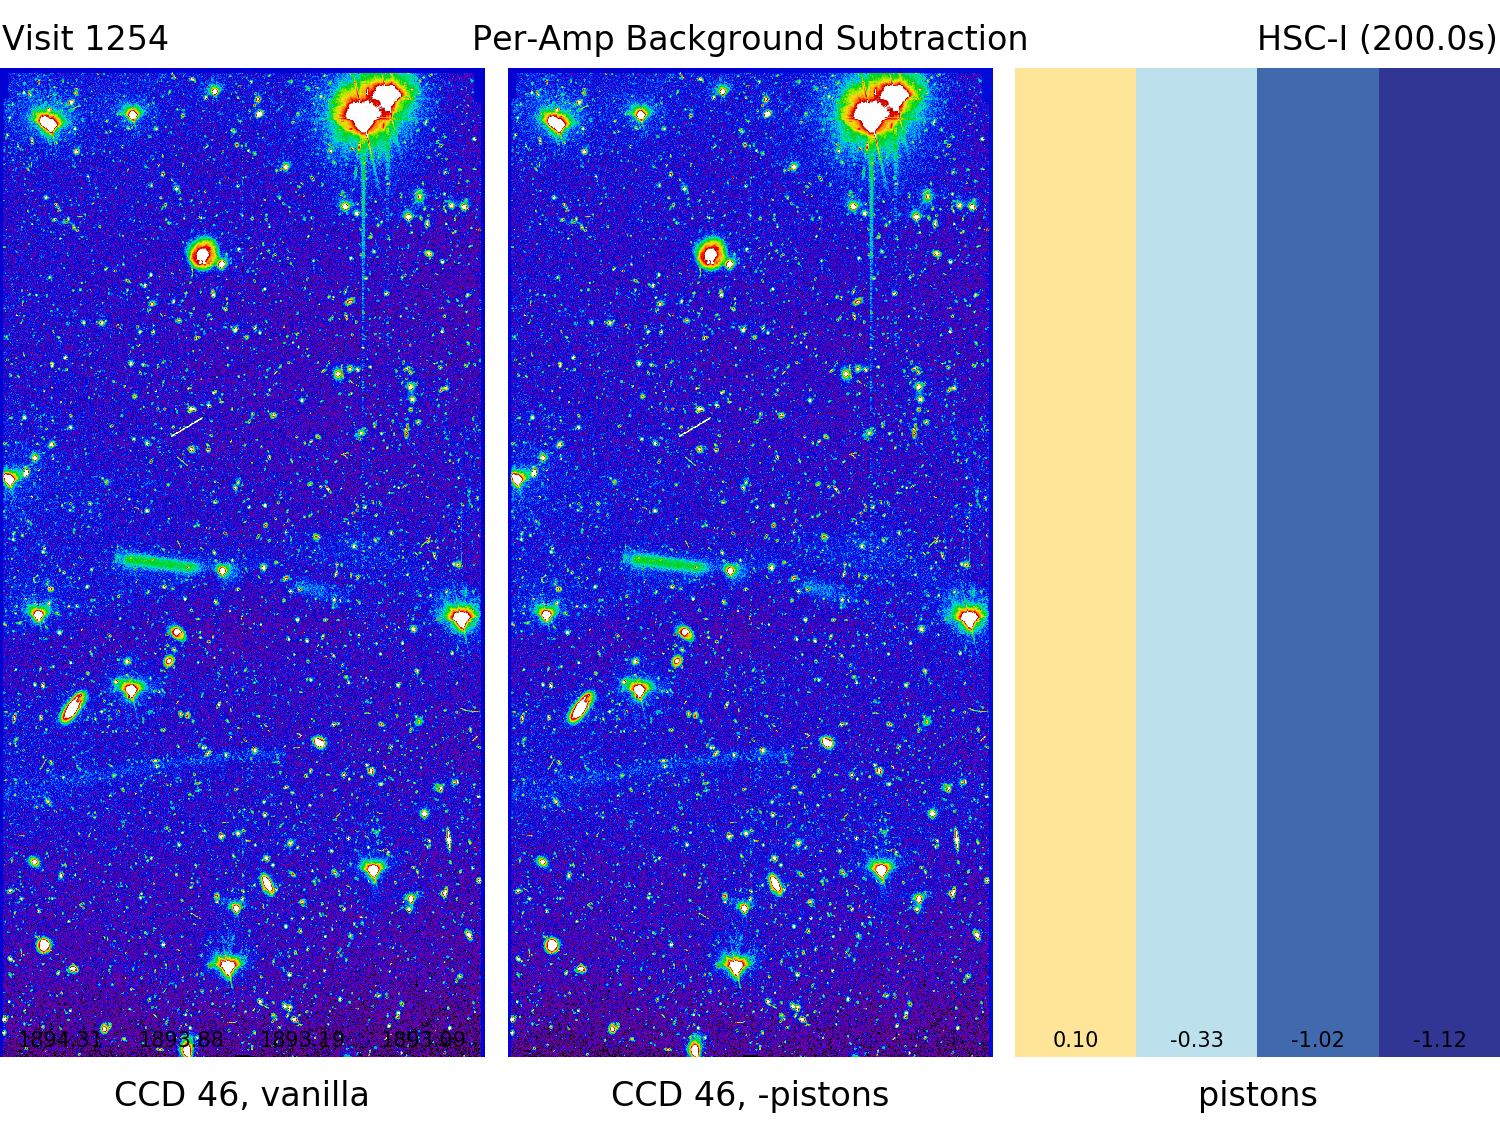 Visit 1254 Per-Amp Background Subtraction HSC-I (200.0s)
1894.31 1893.88 1893.19 1893.09 0.10 -0.33 -1.02 -1.12
CCD 46, vanilla CCD 46, -pistons pistons